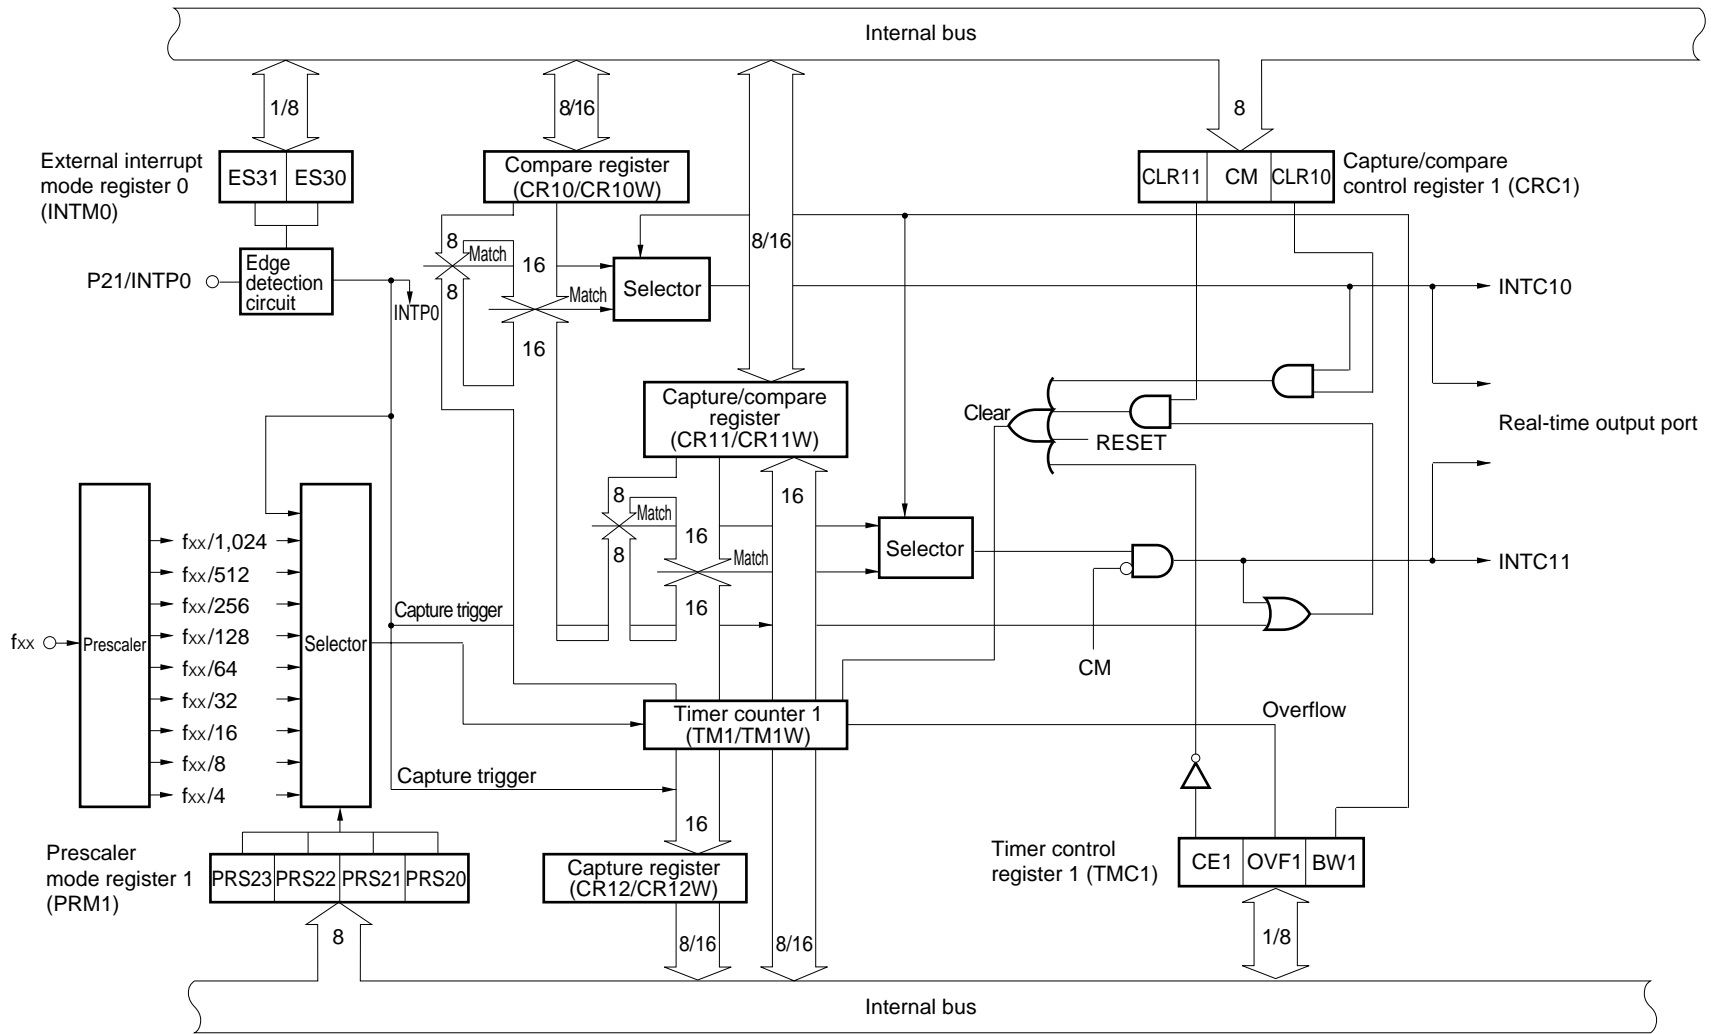 Internal bus
1/8
8/16
8/16
8
External interrupt
mode register 0
(INTM0)
ES31
ES30
Compare register
(CR10/CR10W)
CLR11
CM
CLR10
Capture/compare
control register 1 (CRC1)
P21/INTP0
Edge
detection
circuit
INTP0
8
Match
16
8
Match
16
Selector
INTC10
Capture/compare
register
(CR11/CR11W)
Clear
RESET
Real-time output port
8
Match
16
8
Match
16
16
Selector
INTC11
CM
fxx
Prescaler
fxx/1,024
fxx/512
fxx/256
fxx/128
fxx/64
fxx/32
fxx/16
fxx/8
fxx/4
Selector
Capture trigger
Timer counter 1
(TM1/TM1W)
Overflow
Capture trigger
16
Prescaler
mode register 1
(PRM1)
PRS23
PRS22
PRS21
PRS20
Capture register
(CR12/CR12W)
Timer control
register 1 (TMC1)
CE1
OVF1
BW1
8
8/16
8/16
1/8
Internal bus